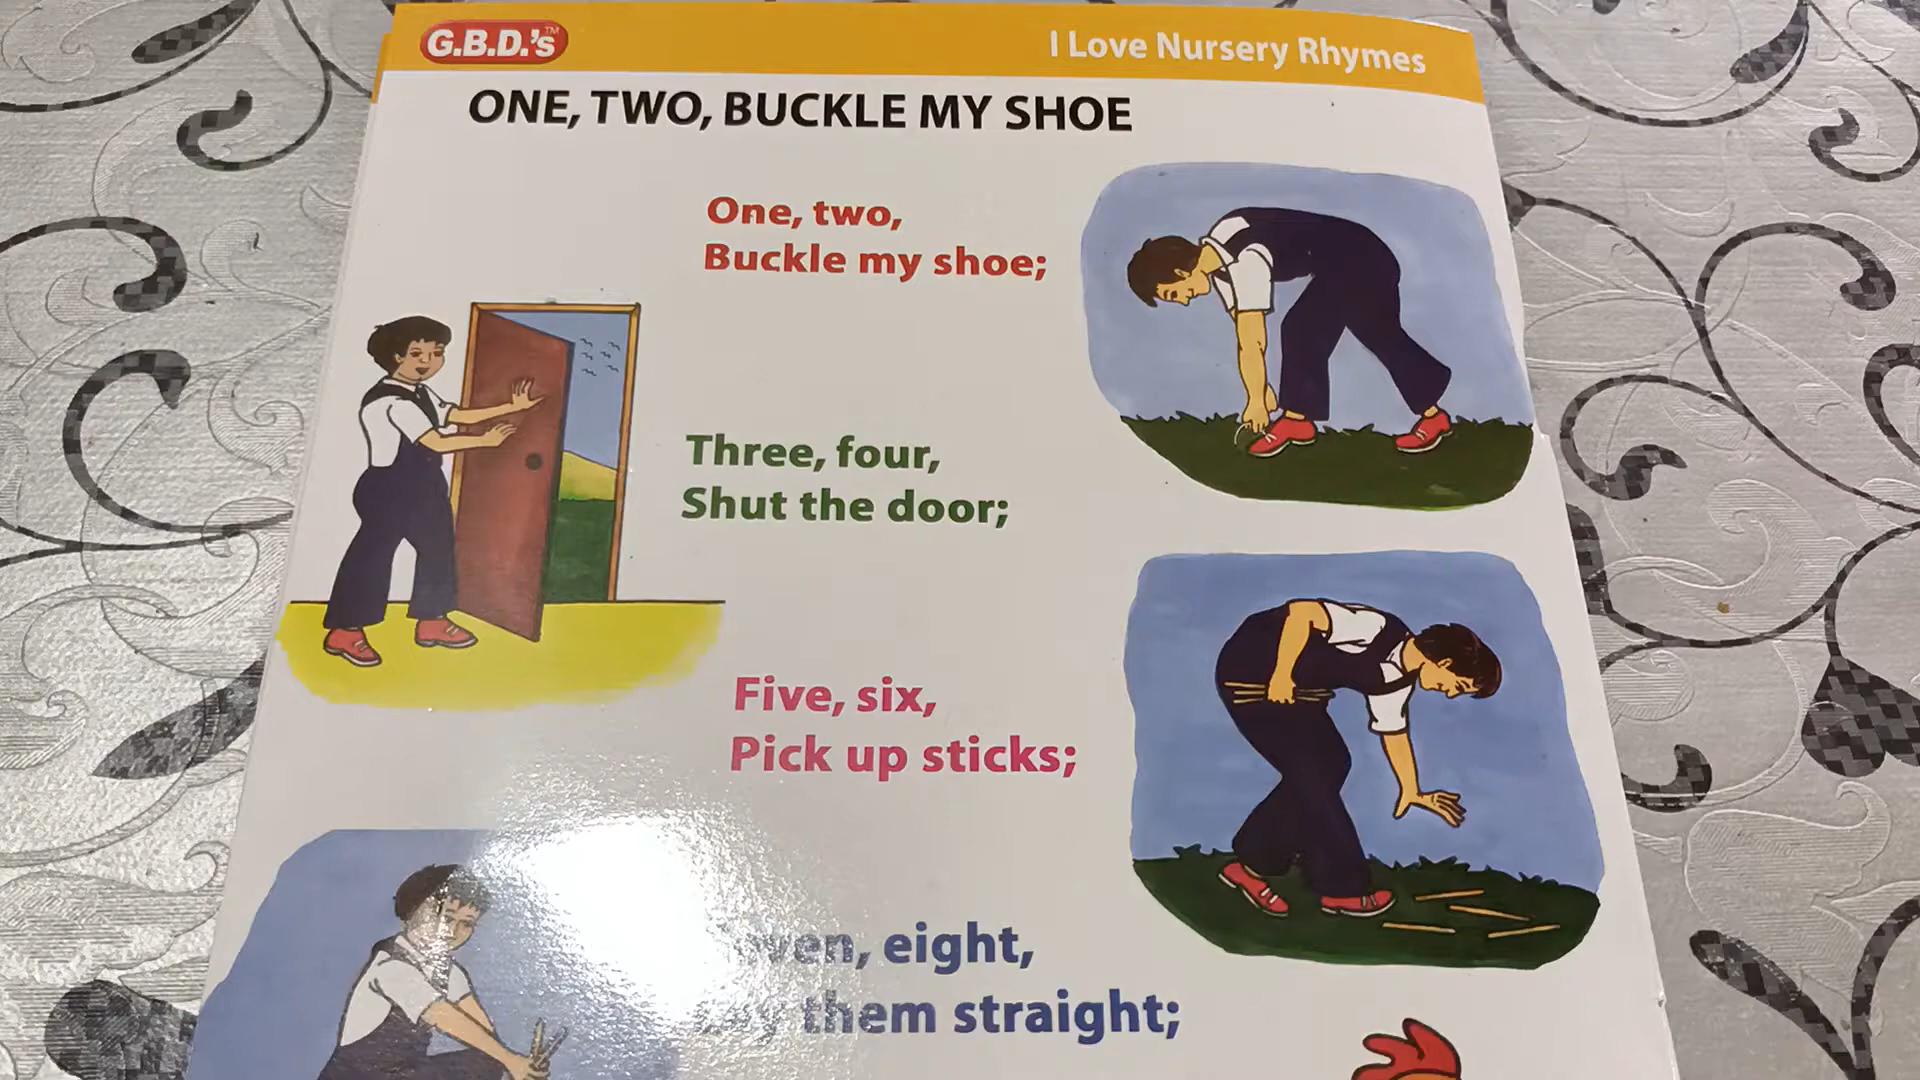 G.B.D.'s™
I Love Nursery Rhymes
ONE, TWO, BUCKLE MY SHOE
One, two,
Buckle my shoe;
Three, four,
Shut the door;
Five, six,
Pick up sticks;
eight,
them straight;